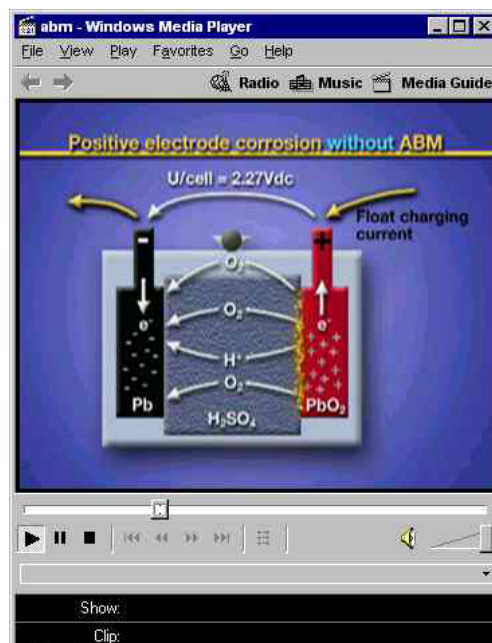 abm - Windows Media Player
File View Play Favorites Go Help
Radio Music Media Guide
Positive electrode corrosion without ABM
U/cell = 2.27Vdc
Float charging
current
- +
O₂
O₂
e⁻ e⁻
H⁺
O₂
Pb PbO₂
H₂SO₄
Show:
Clip: